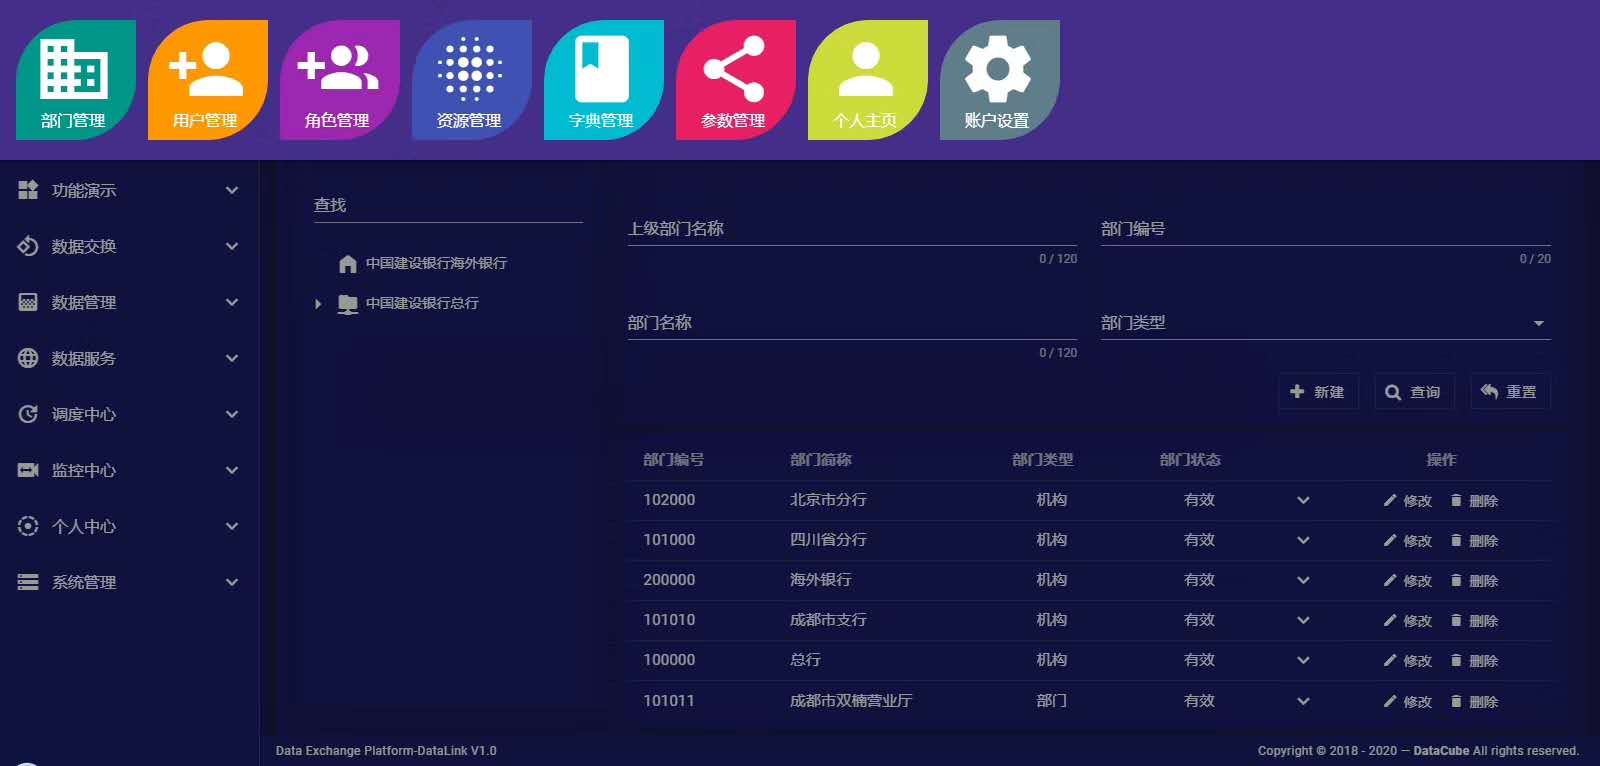 部门管理 用户管理 角色管理 资源管理 字典管理 参数管理 个人主页 账户设置
功能演示
数据交换
数据管理
数据服务
调度中心
监控中心
个人中心
系统管理
查找
中国建设银行海外银行
中国建设银行总行
上级部门名称 部门编号
0 / 120 0 / 20
部门名称 部门类型
0 / 120
新建 查询 重置
部门编号 部门简称 部门类型 部门状态 操作
102000 北京市分行 机构 有效 修改 删除
101000 四川省分行 机构 有效 修改 删除
200000 海外银行 机构 有效 修改 删除
101010 成都市支行 机构 有效 修改 删除
100000 总行 机构 有效 修改 删除
101011 成都市双楠营业厅 部门 有效 修改 删除
Data Exchange Platform-DataLink V1.0 Copyright © 2018 - 2020 — DataCube All rights reserved.